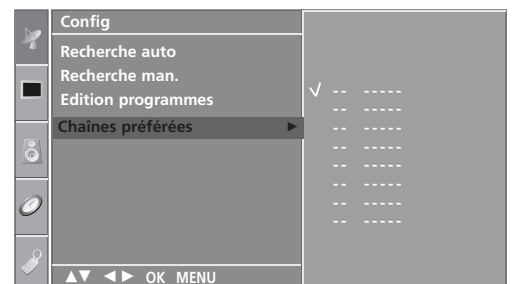 Config
Recherche auto
Recherche man.
Edition programmes
Chaînes préférées ►
√ -- -----
-- -----
-- -----
-- -----
-- -----
-- -----
-- -----
-- -----
▲▼ ◄► OK MENU